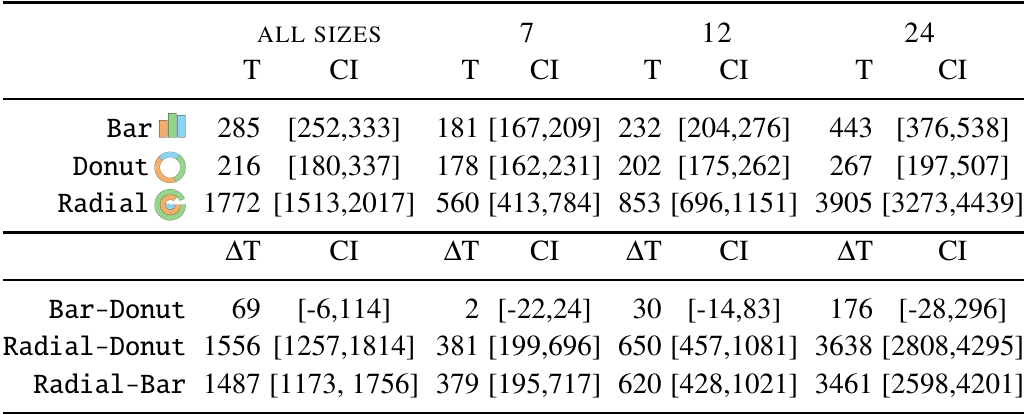 ALL SIZES 7 12 24
T CI T CI T CI T CI
Bar 285 [252,333] 181 [167,209] 232 [204,276] 443 [376,538]
Donut 216 [180,337] 178 [162,231] 202 [175,262] 267 [197,507]
Radial 1772 [1513,2017] 560 [413,784] 853 [696,1151] 3905 [3273,4439]
ΔT CI ΔT CI ΔT CI ΔT CI
Bar-Donut 69 [-6,114] 2 [-22,24] 30 [-14,83] 176 [-28,296]
Radial-Donut 1556 [1257,1814] 381 [199,696] 650 [457,1081] 3638 [2808,4295]
Radial-Bar 1487 [1173, 1756] 379 [195,717] 620 [428,1021] 3461 [2598,4201]